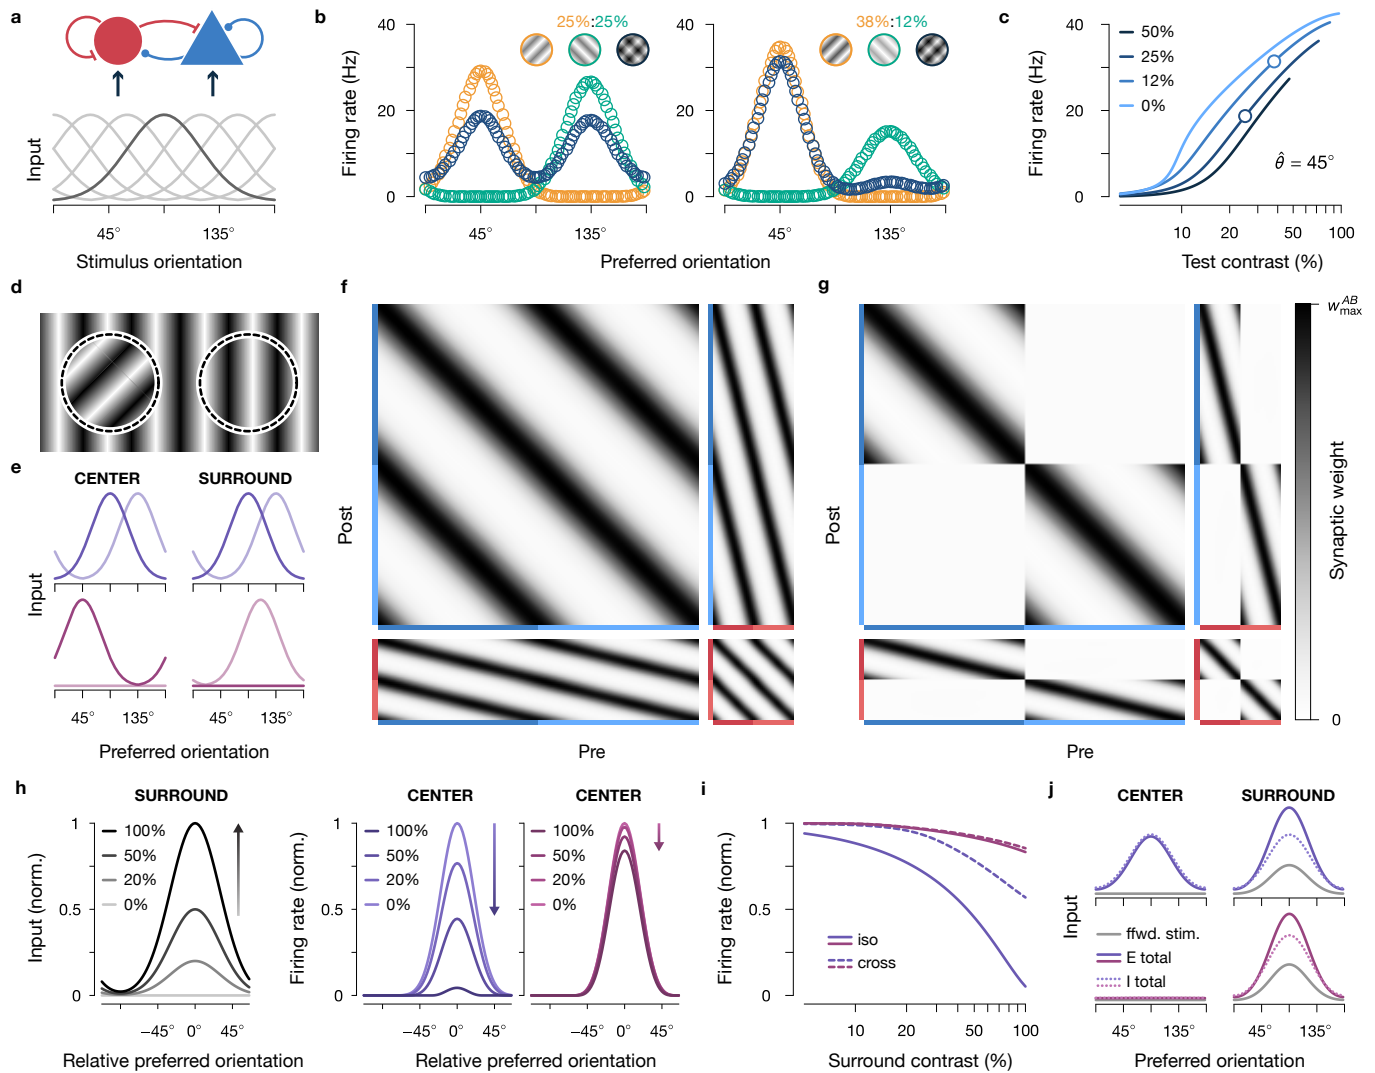 a
Input
45°
135°
Stimulus orientation
b
25%:25%
38%:12%
Firing rate (Hz)
40
20
0
40
20
0
45°
135°
45°
135°
Preferred orientation
c
Firing rate (Hz)
40
20
0
50%
25%
12%
0%
θ̂ = 45°
10
20
50
100
Test contrast (%)
d
e
CENTER
SURROUND
Input
45°
135°
45°
135°
Preferred orientation
f
Post
Pre
g
Post
Pre
w_max^AB
0
Synaptic weight
h
SURROUND
Input (norm.)
1
0.5
0
100%
50%
20%
0%
−45°
0°
45°
Relative preferred orientation
CENTER
CENTER
Firing rate (norm.)
1
0.5
0
100%
50%
20%
0%
100%
50%
20%
0%
−45°
0°
45°
−45°
0°
45°
Relative preferred orientation
i
Firing rate (norm.)
1
0.5
0
iso
cross
10
20
40
100
Surround contrast (%)
j
CENTER
SURROUND
Input
ffwd. stim.
E total
I total
45°
135°
45°
135°
Preferred orientation